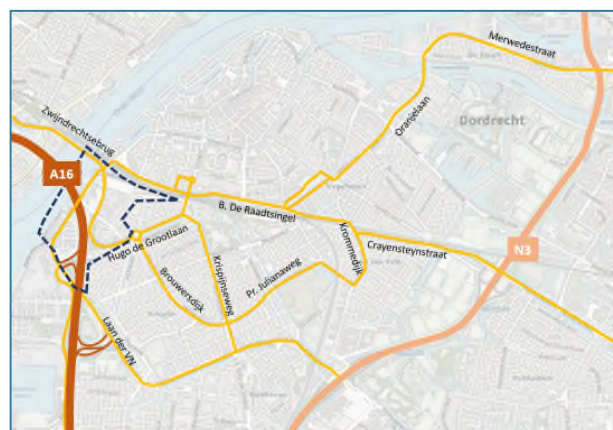 Merwedestraat
Zwijndrechtsebrug
Oranjelaan
Dordrecht
A16
B. De Raadtsingel
Krommedijk
Crayensteynstraat
N3
Hugo de Grootlaan
Krispijnseweg
Brouwersdijk
Pr. Julianaweg
Laan der VN